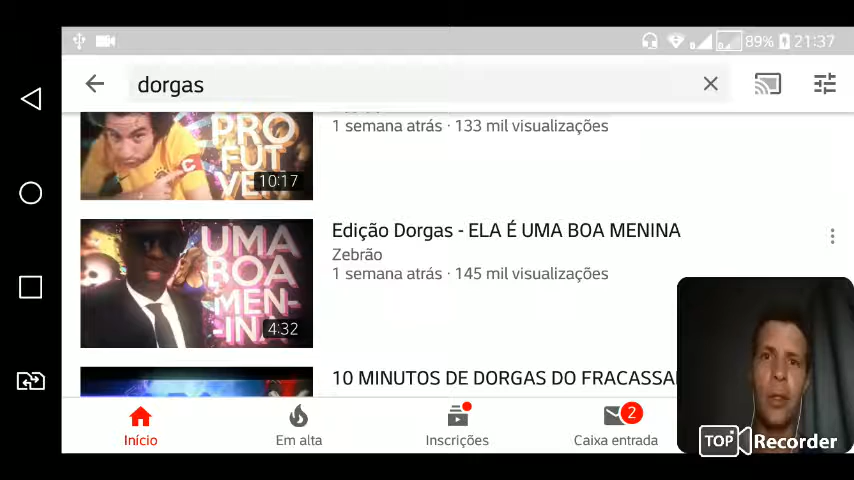 89% 21:37
dorgas
PRO
FUT
VE
10:17
1 semana atrás · 133 mil visualizações
UMA
BOA
MEN-
-IN
4:32
Edição Dorgas - ELA É UMA BOA MENINA
Zebrão
1 semana atrás · 145 mil visualizações
10 MINUTOS DE DORGAS DO FRACASSA
Início
Em alta
Inscrições
2
Caixa entrada
TOP Recorder